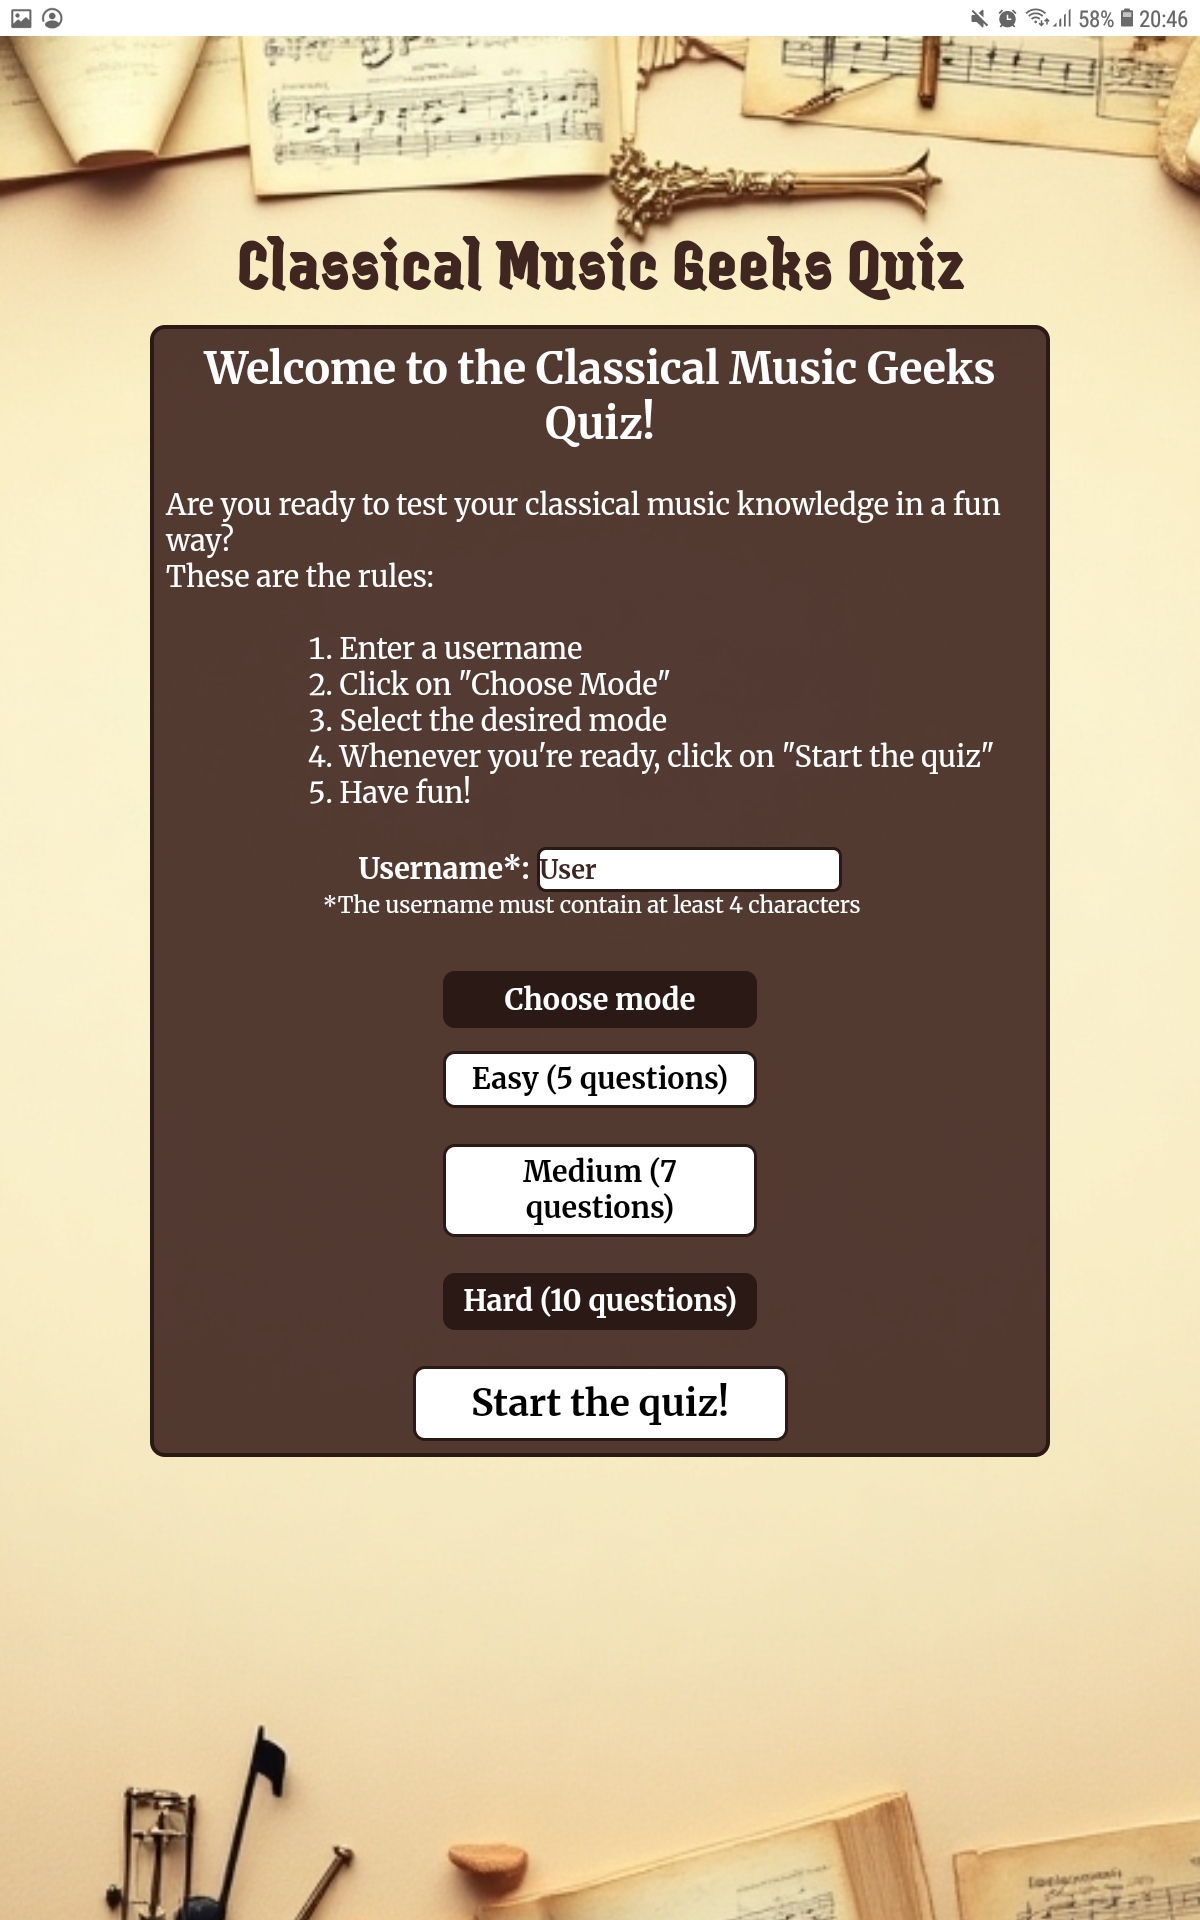 58% 20:46
Classical Music Geeks Quiz
Welcome to the Classical Music Geeks
Quiz!
Are you ready to test your classical music knowledge in a fun
way?
These are the rules:
1. Enter a username
2. Click on "Choose Mode"
3. Select the desired mode
4. Whenever you're ready, click on "Start the quiz"
5. Have fun!
Username*: User
*The username must contain at least 4 characters
Choose mode
Easy (5 questions)
Medium (7
questions)
Hard (10 questions)
Start the quiz!